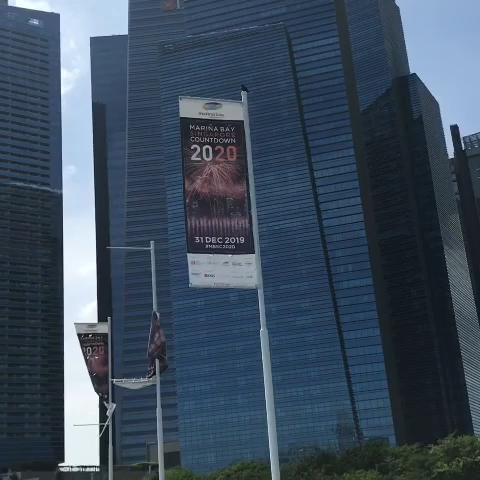 MARINA BAY
SINGAPORE
COUNTDOWN
2020
31 DEC 2019
#MBSC2020
2020